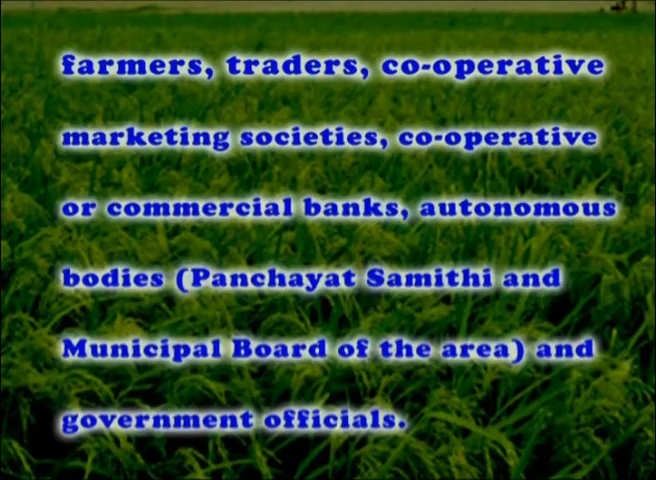 farmers, traders, co-operative
marketing societies, co-operative
or commercial banks, autonomous
bodies (Panchayat Samithi and
Municipal Board of the area) and
government officials.